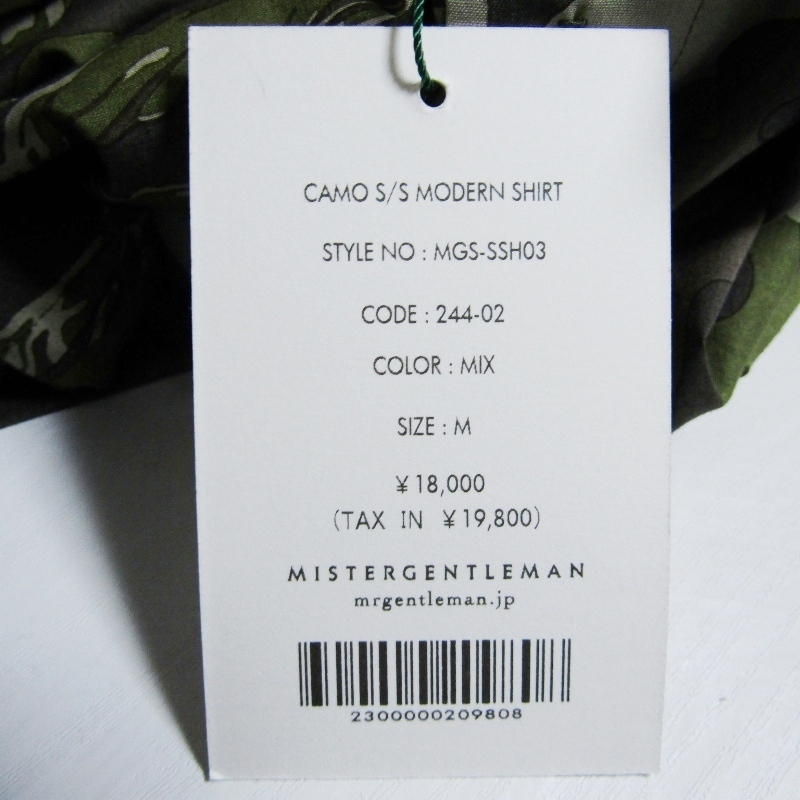 CAMO S/S MODERN SHIRT
STYLE NO : MGS-SSH03
CODE : 244-02
COLOR : MIX
SIZE : M
¥18,000
(TAX IN ¥19,800)
MISTERGENTLEMAN
mrgentleman.jp
2300000209808